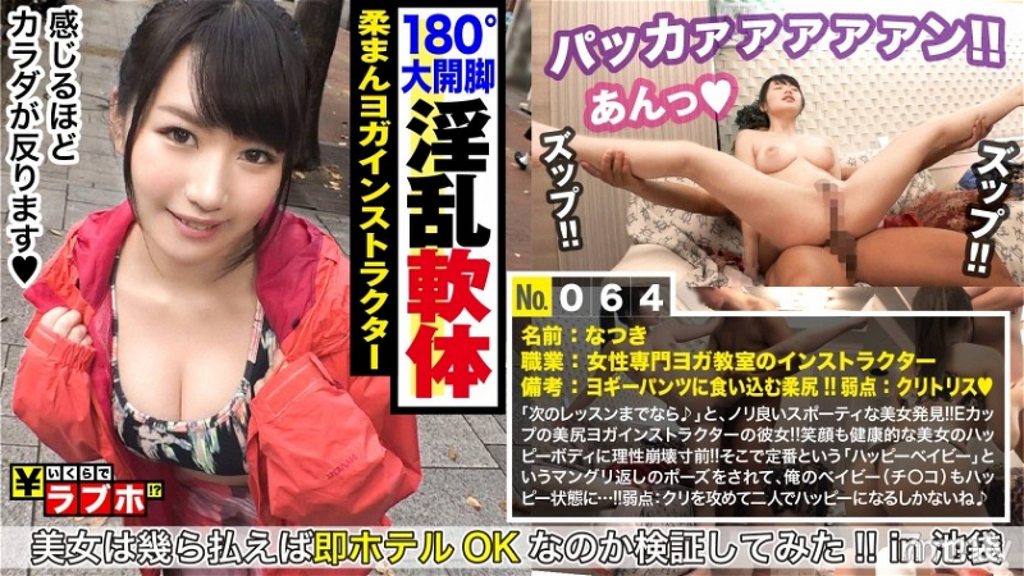 感じるほど
カラダが反ります♥
180°
大開脚
淫乱軟体
柔まんヨガインストラクター
パッカァァァァァン!!
あんっ♥
ズップ!!
ズップ!!
No. 064
名前：なつき
職業：女性専門ヨガ教室のインストラクター
備考：ヨギーパンツに食い込む柔尻!!弱点：クリトリス♥
「次のレッスンまでなら♪」と、ノリ良いスポーティな美女発見!!Eカ
ップの美尻ヨガインストラクターの彼女!!笑顔も健康的な美女のハッ
ピーボディに理性崩壊寸前!!そこで定番という「ハッピーベイビー」と
いうマングリ返しのポーズをされて、俺のベイビー（チ〇コ）もハッ
ピー状態に…!!弱点：クリを攻めて二人でハッピーになるしかないね♪
¥ いくらで
ラブホ!?
美女は幾ら払えば即ホテルOKなのか検証してみた!! in 池袋